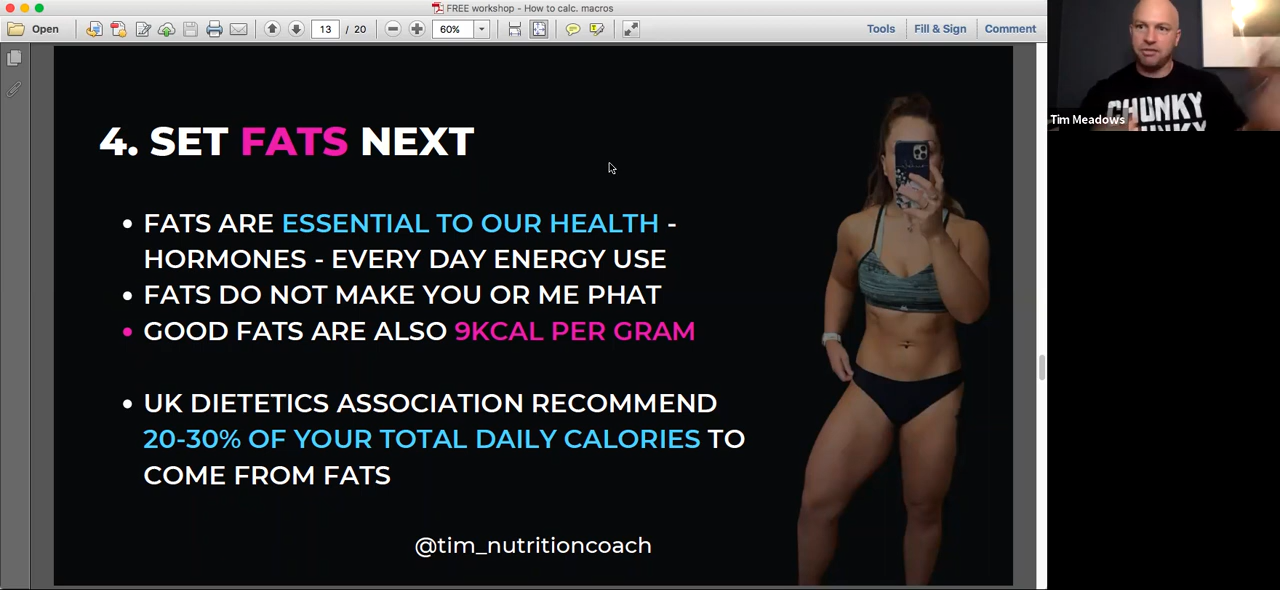 FREE workshop - How to calc. macros
Open
13 / 20
60%
Tools
Fill & Sign
Comment
4. SET FATS NEXT
• FATS ARE ESSENTIAL TO OUR HEALTH -
HORMONES - EVERY DAY ENERGY USE
• FATS DO NOT MAKE YOU OR ME PHAT
• GOOD FATS ARE ALSO 9KCAL PER GRAM
• UK DIETETICS ASSOCIATION RECOMMEND
20-30% OF YOUR TOTAL DAILY CALORIES TO
COME FROM FATS
@tim_nutritioncoach
CHUNKY
Tim Meadows